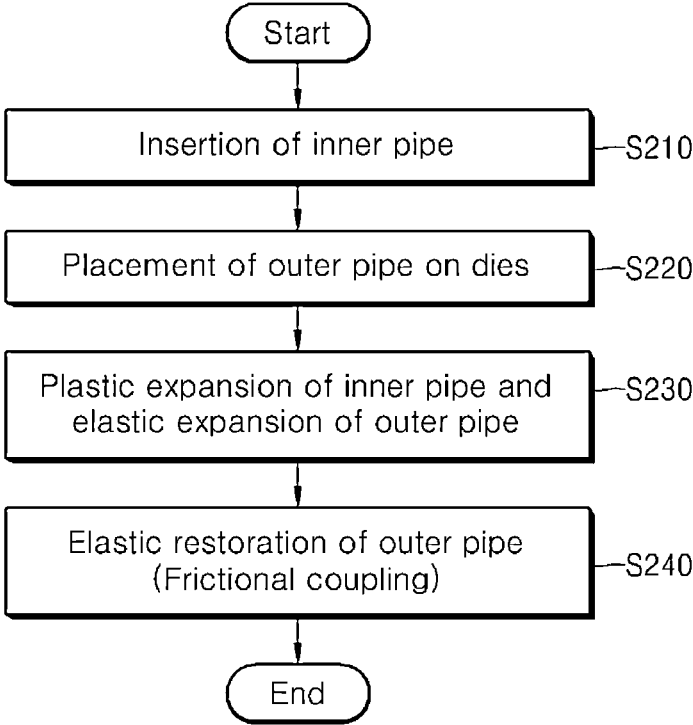 Start
Insertion of inner pipe
S210
Placement of outer pipe on dies
S220
Plastic expansion of inner pipe and
elastic expansion of outer pipe
S230
Elastic restoration of outer pipe
(Frictional coupling)
S240
End